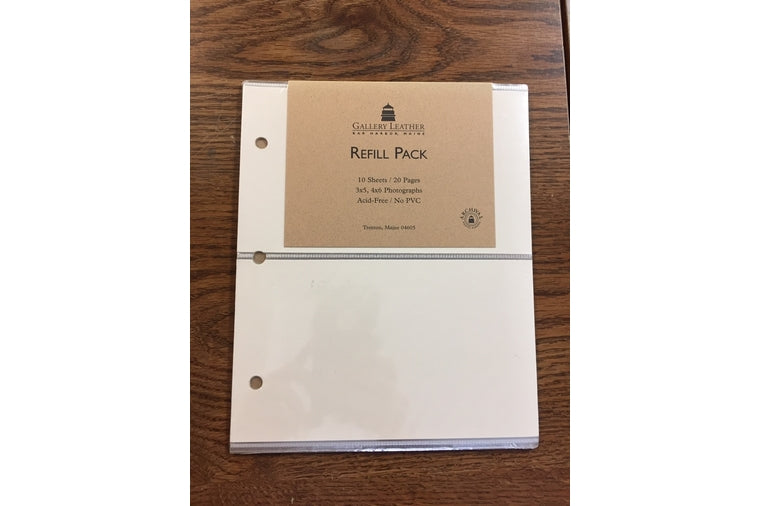 GALLERY LEATHER
BAR HARBOR, MAINE
REFILL PACK
10 Sheets / 20 Pages
3x5, 4x6 Photographs
Acid-Free / No PVC
ARCHIVAL
Trenton, Maine 04605